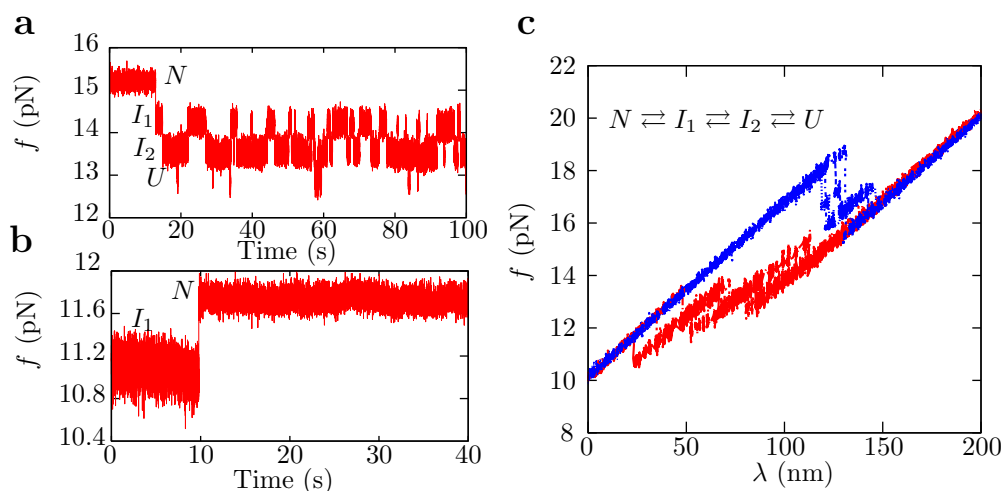 a
16
15
14
13
12
f (pN)
N
I₁
I₂
U
0 20 40 60 80 100
Time (s)
b
12
11.6
11.2
10.8
10.4
f (pN)
N
I₁
0 10 20 30 40
Time (s)
c
22
20
18
16
14
12
10
8
f (pN)
N ⇄ I₁ ⇄ I₂ ⇄ U
0 50 100 150 200
λ (nm)